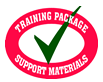 TRAINING PACKAGE
SUPPORT MATERIALS